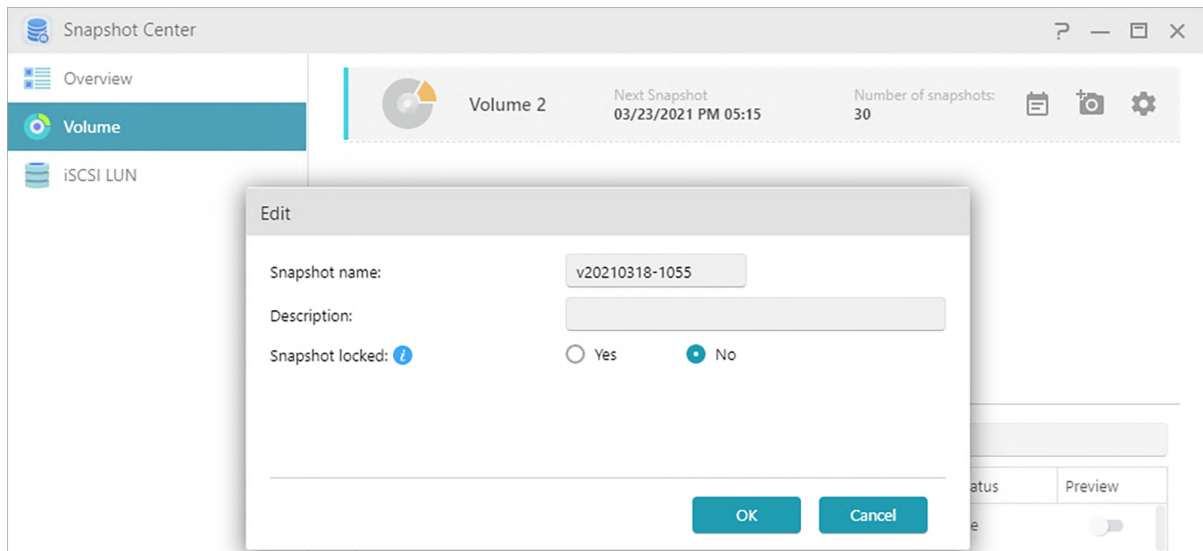 Snapshot Center
Overview
Volume
iSCSI LUN
Volume 2
Next Snapshot
03/23/2021 PM 05:15
Number of snapshots:
30
Edit
Snapshot name:
v20210318-1055
Description:
Snapshot locked:
Yes
No
OK
Cancel
atus
Preview
e